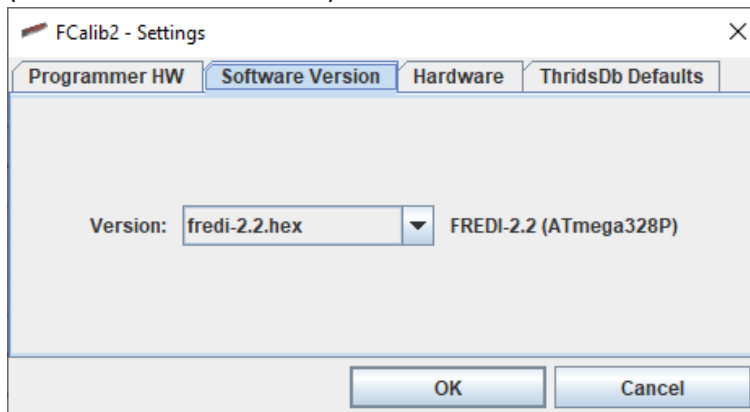 FCalib2 - Settings
Programmer HW Software Version Hardware ThridsDb Defaults
Version: fredi-2.2.hex FREDI-2.2 (ATmega328P)
OK Cancel